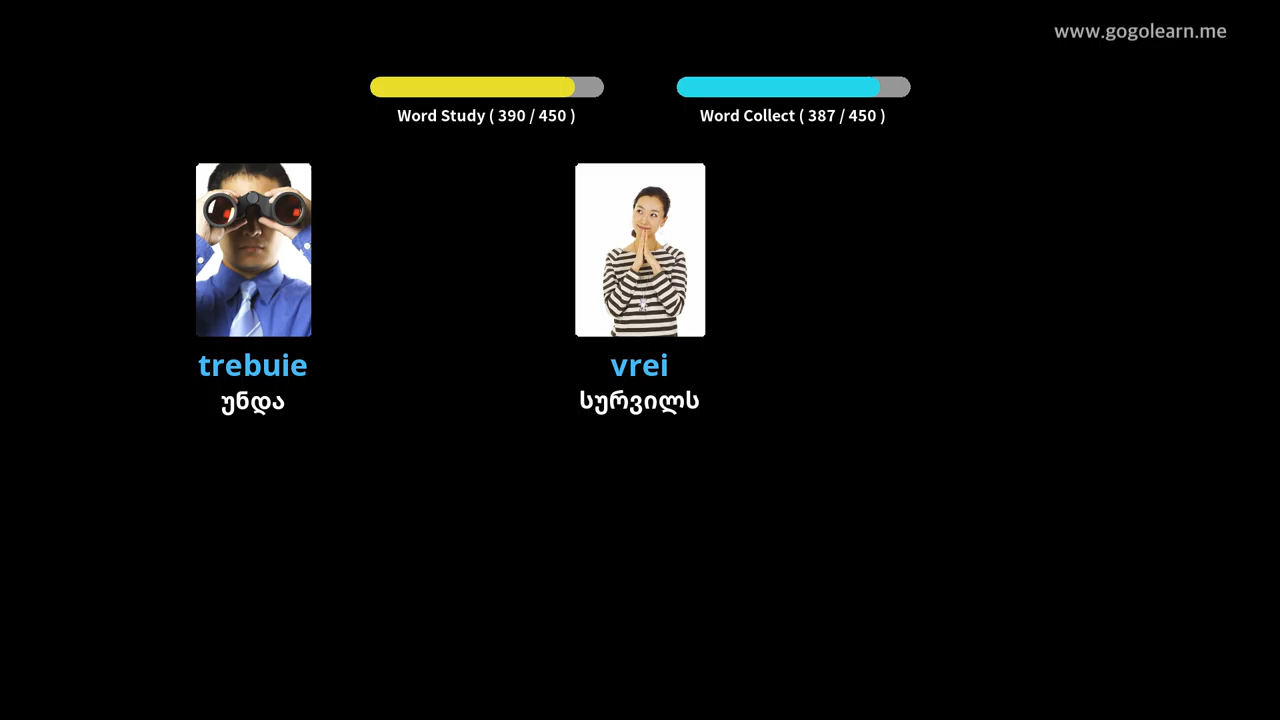 www.gogolearn.me
Word Study ( 390 / 450 )
Word Collect ( 387 / 450 )
trebuie
vrei
უნდა
სურვილს